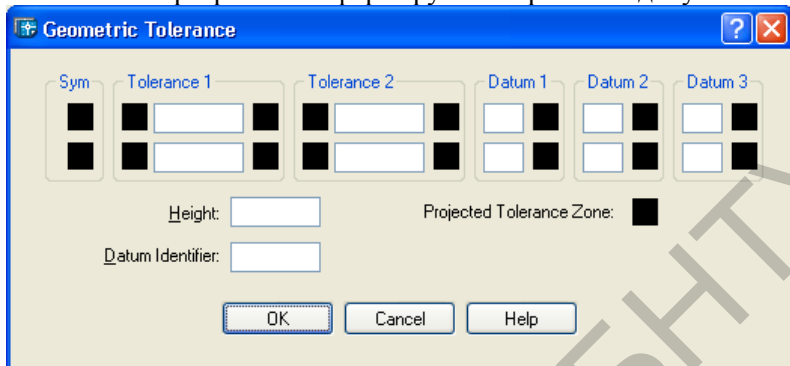 Geometric Tolerance
Sym Tolerance 1 Tolerance 2 Datum 1 Datum 2 Datum 3
Height: Projected Tolerance Zone:
Datum Identifier:
OK Cancel Help
БНТУ